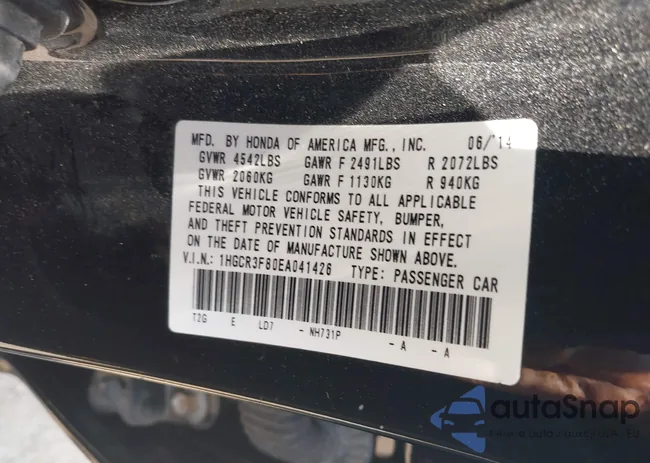 MFD. BY HONDA OF AMERICA MFG., INC. 06/14
GVWR 4542LBS GAWR F 2491LBS R 2072LBS
GVWR 2060KG GAWR F 1130KG R 940KG
THIS VEHICLE CONFORMS TO ALL APPLICABLE
FEDERAL MOTOR VEHICLE SAFETY, BUMPER,
AND THEFT PREVENTION STANDARDS IN EFFECT
ON THE DATE OF MANUFACTURE SHOWN ABOVE.
V.I.N.: 1HGCR3F80EA041426 TYPE: PASSENGER CAR
T2G E LD7 - NH731P - A - A
autaSnap